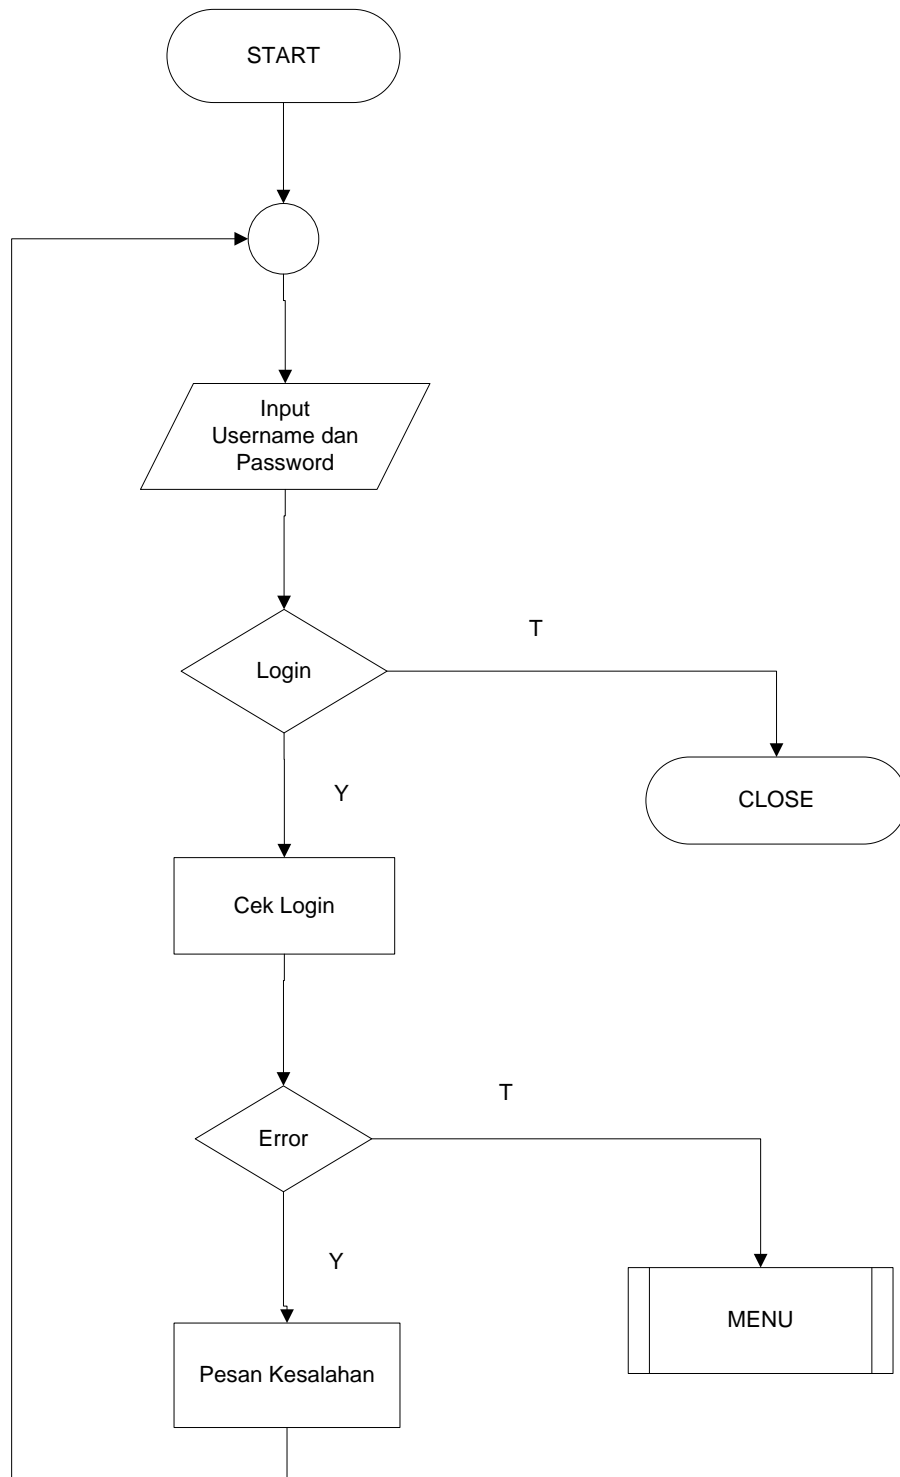 START
Input
Username dan
Password
Login
T
Y
CLOSE
Cek Login
Error
T
Y
MENU
Pesan Kesalahan